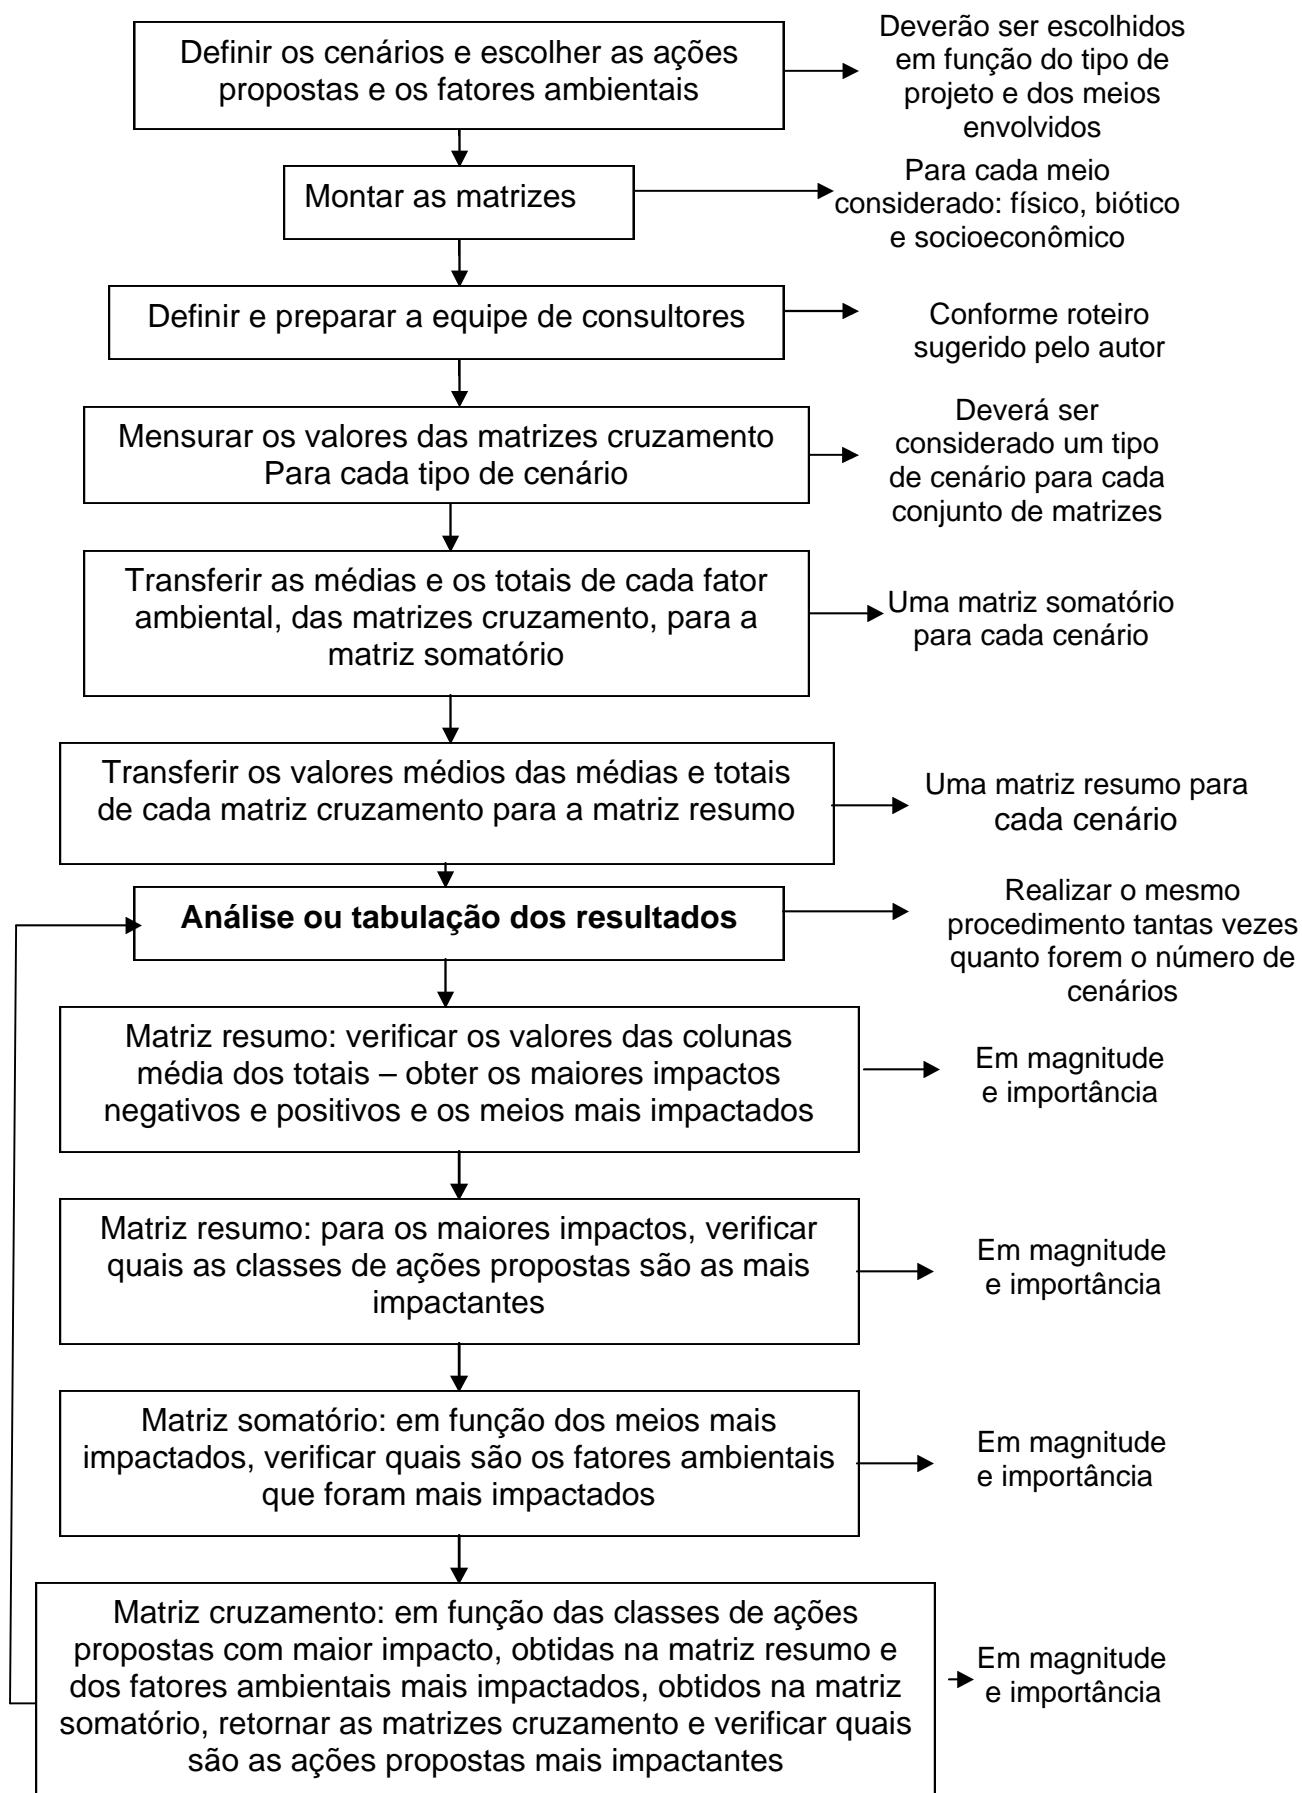 Definir os cenários e escolher as ações
propostas e os fatores ambientais
Deverão ser escolhidos
em função do tipo de
projeto e dos meios
envolvidos
Montar as matrizes
Para cada meio
considerado: físico, biótico
e socioeconômico
Definir e preparar a equipe de consultores
Conforme roteiro
sugerido pelo autor
Mensurar os valores das matrizes cruzamento
Para cada tipo de cenário
Deverá ser
considerado um tipo
de cenário para cada
conjunto de matrizes
Transferir as médias e os totais de cada fator
ambiental, das matrizes cruzamento, para a
matriz somatório
Uma matriz somatório
para cada cenário
Transferir os valores médios das médias e totais
de cada matriz cruzamento para a matriz resumo
Uma matriz resumo para
cada cenário
Análise ou tabulação dos resultados
Realizar o mesmo
procedimento tantas vezes
quanto forem o número de
cenários
Matriz resumo: verificar os valores das colunas
média dos totais – obter os maiores impactos
negativos e positivos e os meios mais impactados
Em magnitude
e importância
Matriz resumo: para os maiores impactos, verificar
quais as classes de ações propostas são as mais
impactantes
Em magnitude
e importância
Matriz somatório: em função dos meios mais
impactados, verificar quais são os fatores ambientais
que foram mais impactados
Em magnitude
e importância
Matriz cruzamento: em função das classes de ações
propostas com maior impacto, obtidas na matriz resumo e
dos fatores ambientais mais impactados, obtidos na matriz
somatório, retornar as matrizes cruzamento e verificar quais
são as ações propostas mais impactantes
Em magnitude
e importância